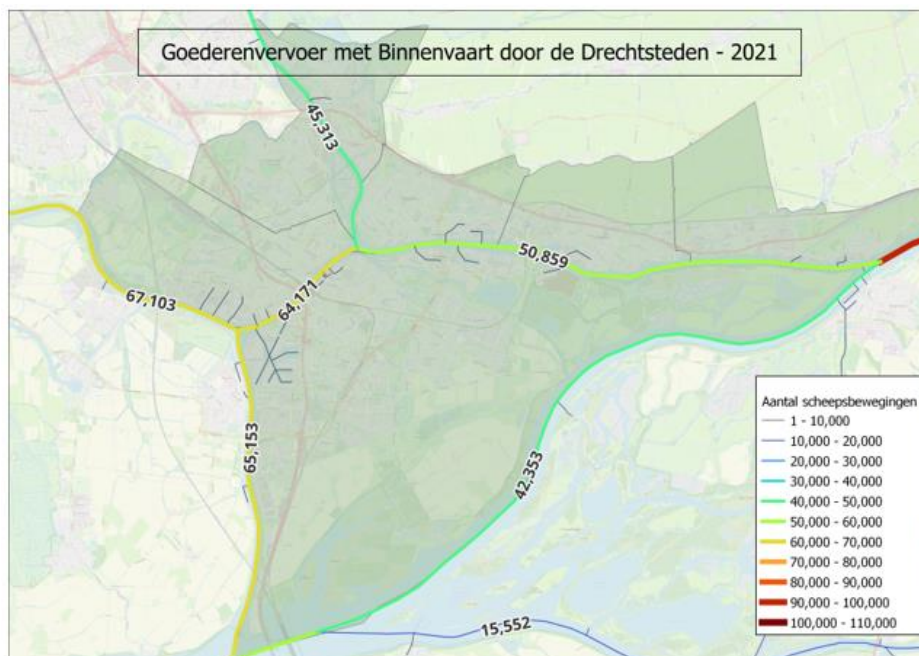 Goederenvervoer met Binnenvaart door de Drechtsteden - 2021
45,313
50,859
67,103
64,171
65,153
42,353
15,552
Aantal scheepsbewegingen
1 - 10,000
10,000 - 20,000
20,000 - 30,000
30,000 - 40,000
40,000 - 50,000
50,000 - 60,000
60,000 - 70,000
70,000 - 80,000
80,000 - 90,000
90,000 - 100,000
100,000 - 110,000